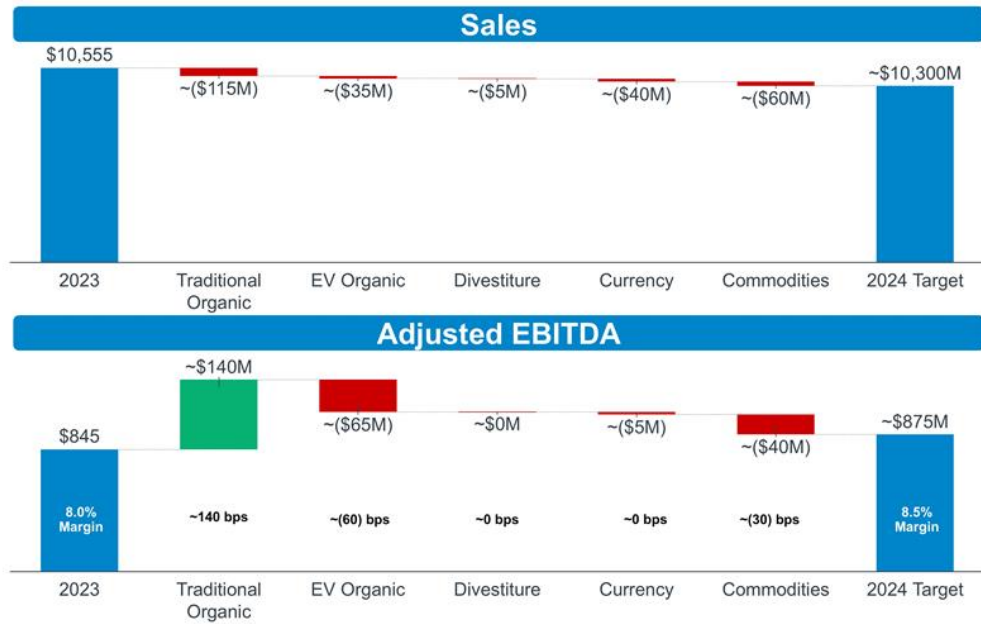 Sales
$10,555
~($115M)
~($35M)
~($5M)
~($40M)
~($60M)
~$10,300M
2023
Traditional
Organic
EV Organic
Divestiture
Currency
Commodities
2024 Target
Adjusted EBITDA
$845
~$140M
~($65M)
~$0M
~($5M)
~($40M)
~$875M
8.0%
Margin
~140 bps
~(60) bps
~0 bps
~0 bps
~(30) bps
8.5%
Margin
2023
Traditional
Organic
EV Organic
Divestiture
Currency
Commodities
2024 Target